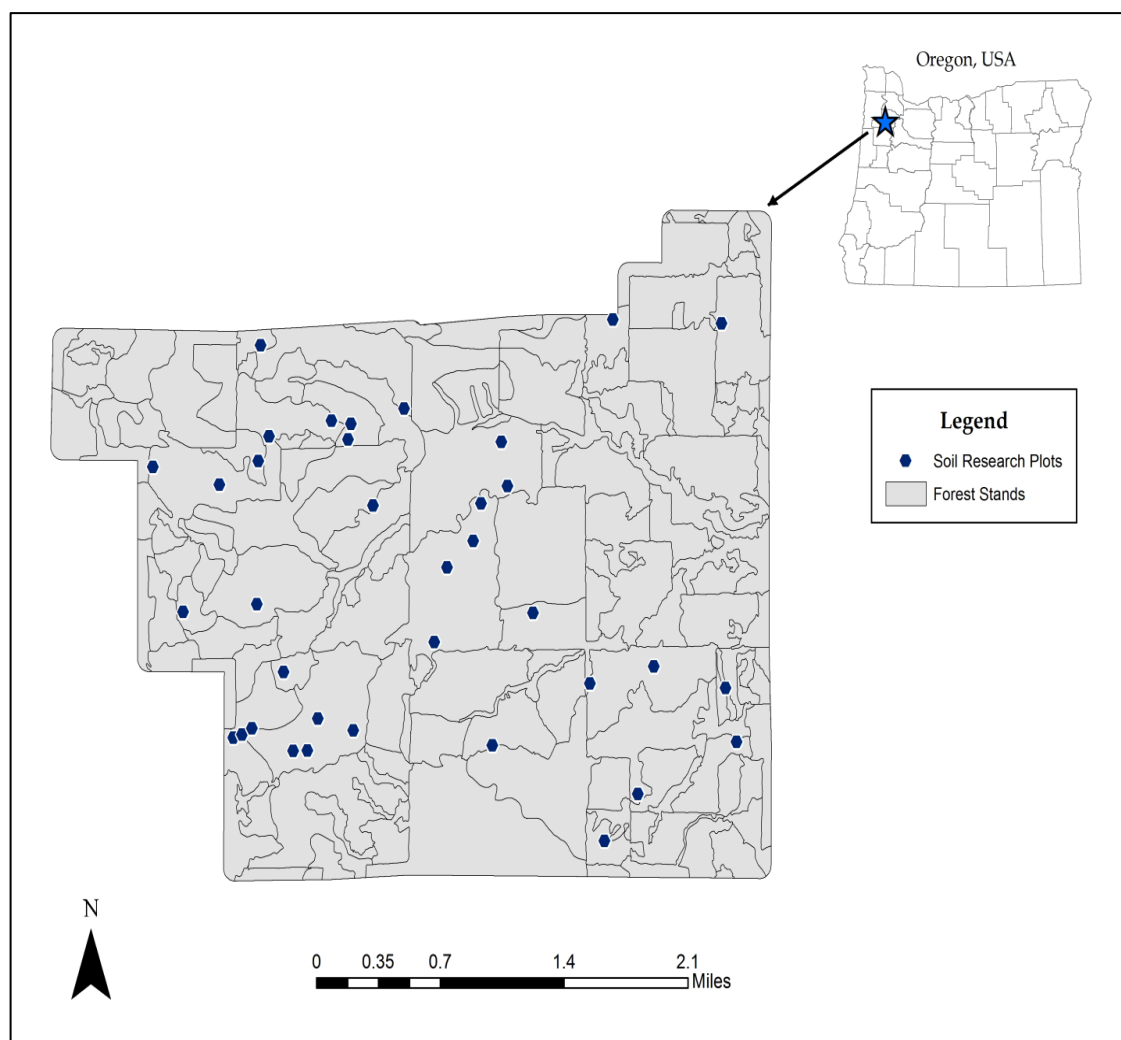 Oregon, USA
Legend
Soil Research Plots
Forest Stands
N
0 0.35 0.7 1.4 2.1
Miles